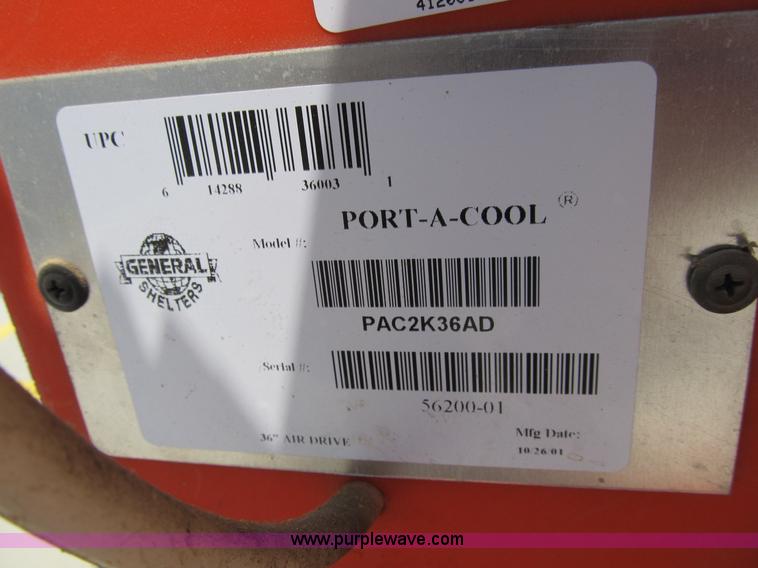 UPC
6 14288 36003 1
PORT-A-COOL ®
Model #:
GENERAL
SHELTERS
PAC2K36AD
Serial #:
56200-01
36" AIR DRIVE
Mfg Date:
10/26/01
www.purplewave.com